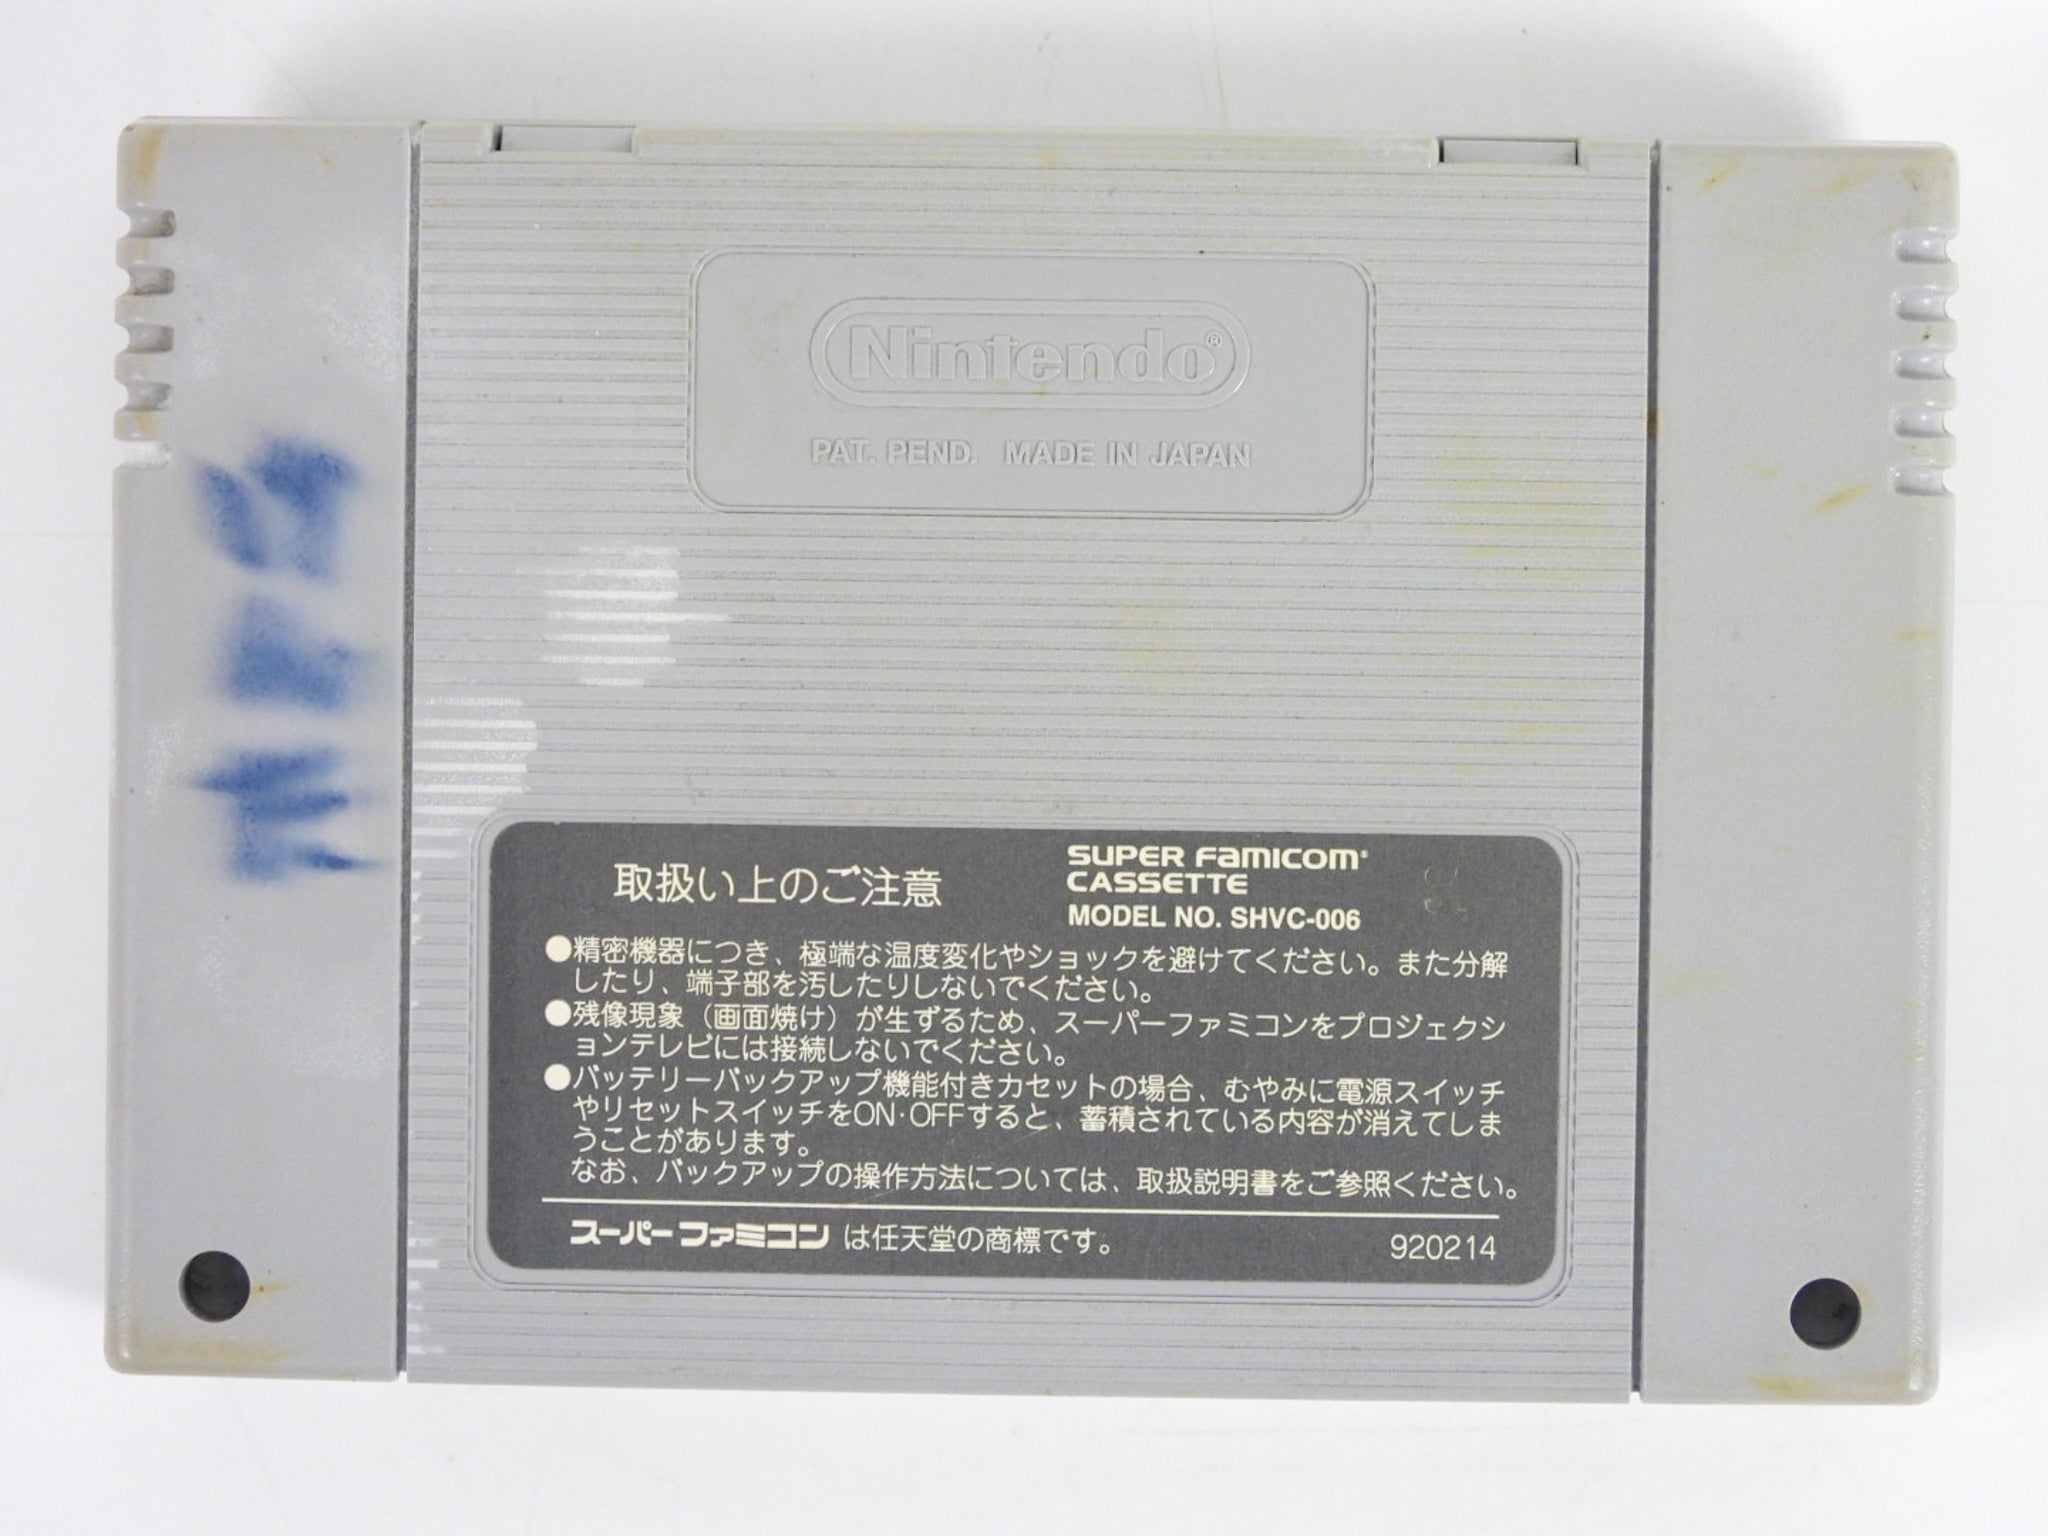 Nintendo®
PAT. PEND. MADE IN JAPAN
取扱い上のご注意
SUPER FAMICOM®
CASSETTE
MODEL NO. SHVC-006
●精密機器につき、極端な温度変化やショックを避けてください。また分解
したり、端子部を汚したりしないでください。
●残像現象（画面焼け）が生ずるため、スーパーファミコンをプロジェクシ
ョンテレビには接続しないでください。
●バッテリーバックアップ機能付きカセットの場合、むやみに電源スイッチ
やリセットスイッチをON·OFFすると、蓄積されている内容が消えてしま
うことがあります。
なお、バックアップの操作方法については、取扱説明書をご参照ください。
スーパーファミコン は任天堂の商標です。
920214